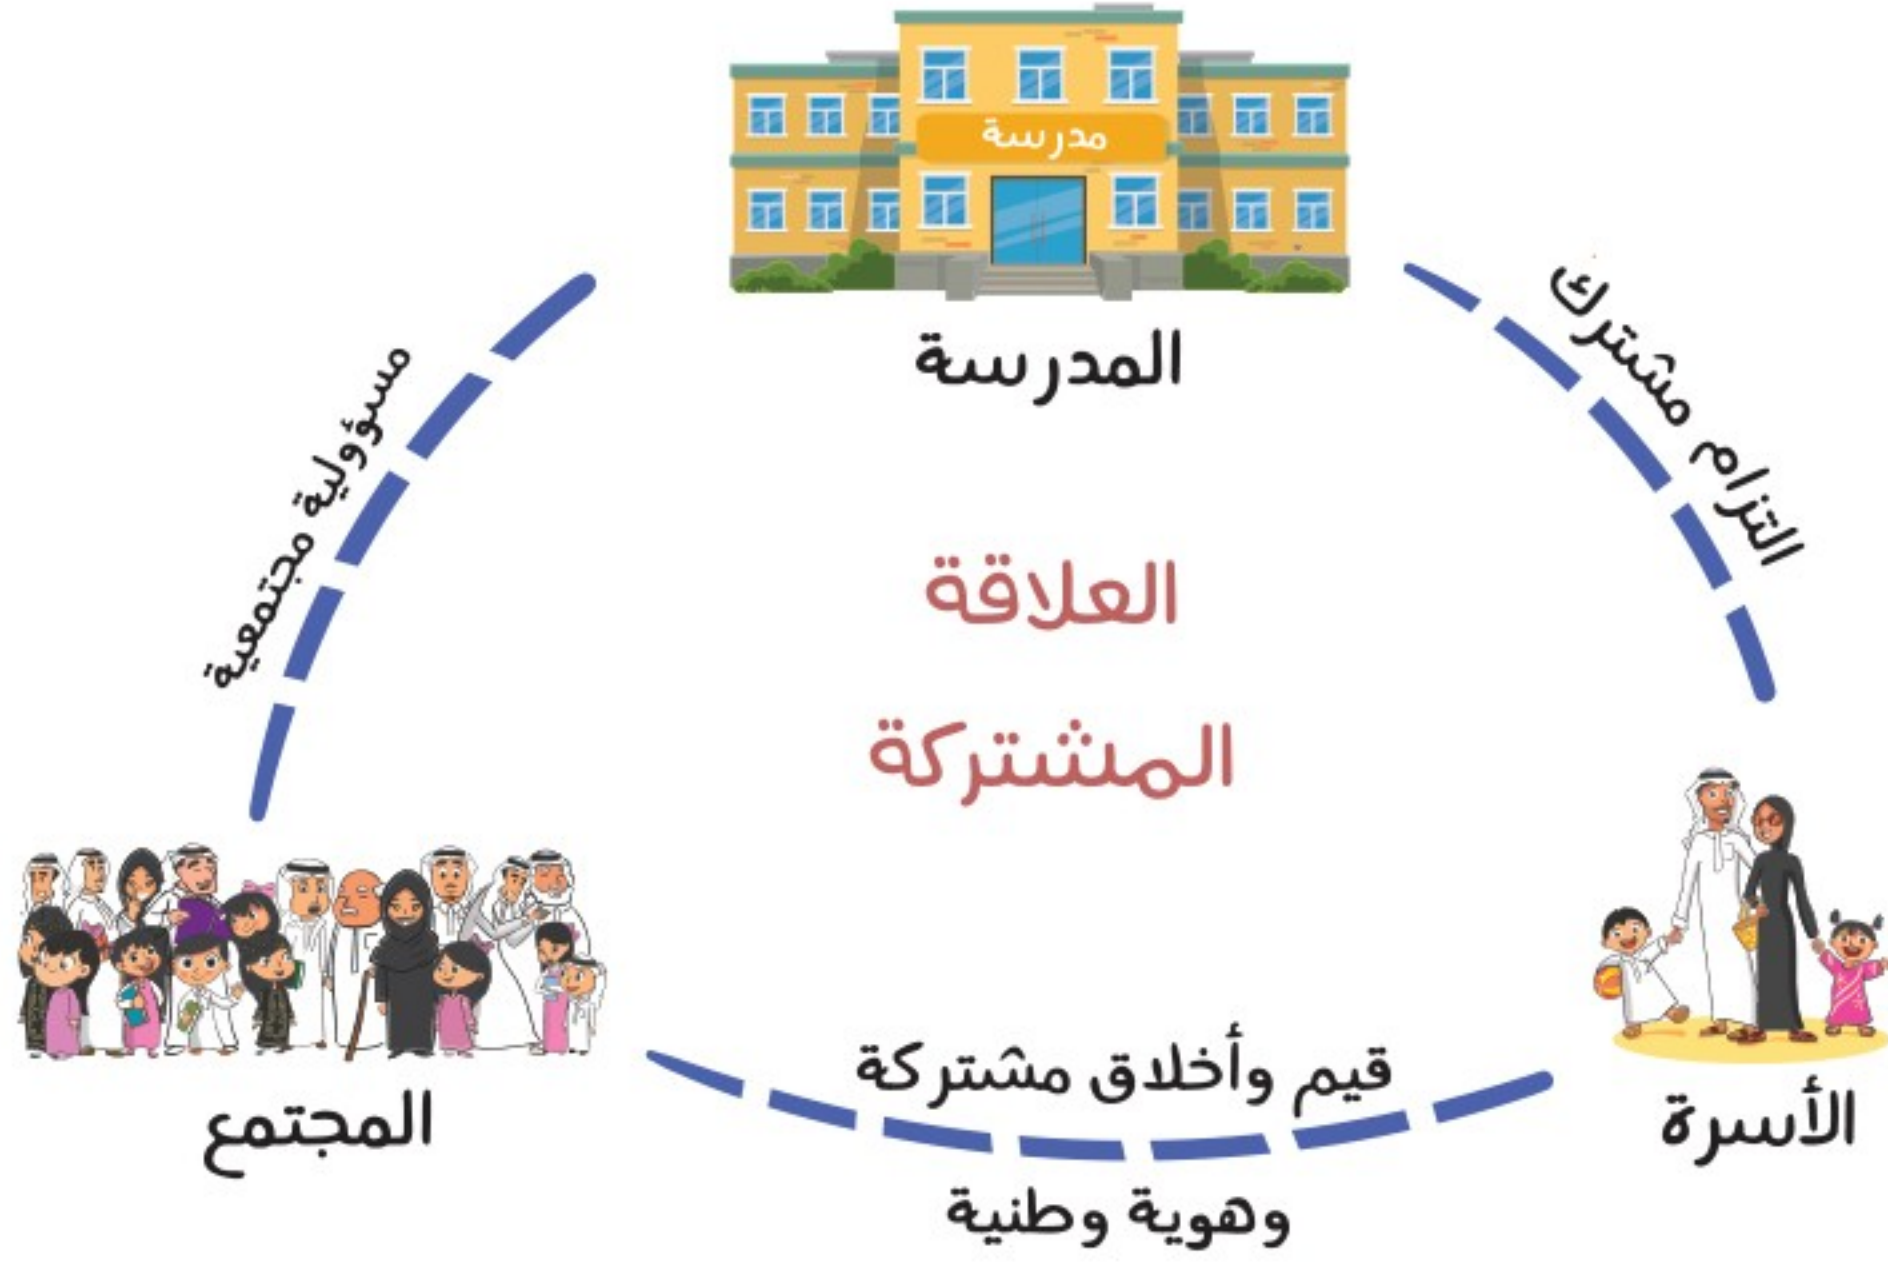 مدرسة
المدرسة
التزام مشترك
مسؤولية مجتمعية
العلاقة
المشتركة
قيم وأخلاق مشتركة
وهوية وطنية
الأسرة
المجتمع